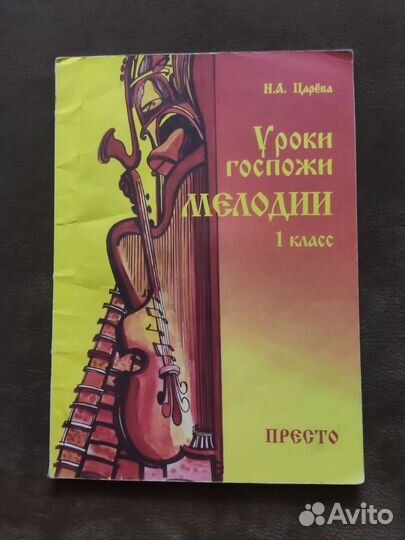 Н.А. Царёва
Уроки
госпожи
МЕЛОДИИ
1 класс
ПРЕСТО
Avito